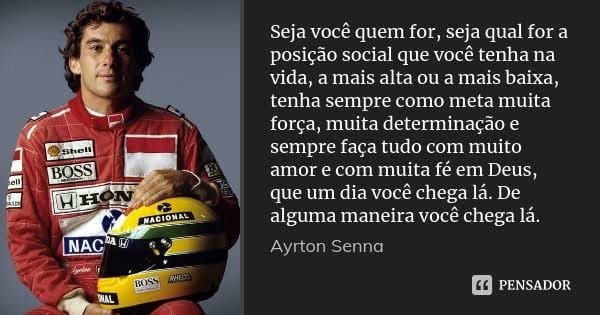 Seja você quem for, seja qual for a
posição social que você tenha na
vida, a mais alta ou a mais baixa,
tenha sempre como meta muita
força, muita determinação e
sempre faça tudo com muito
amor e com muita fé em Deus,
que um dia você chega lá. De
alguma maneira você chega lá.
Ayrton Senna
PENSADOR
Shell
BOSS
HONDA
NACIONAL
BOSS